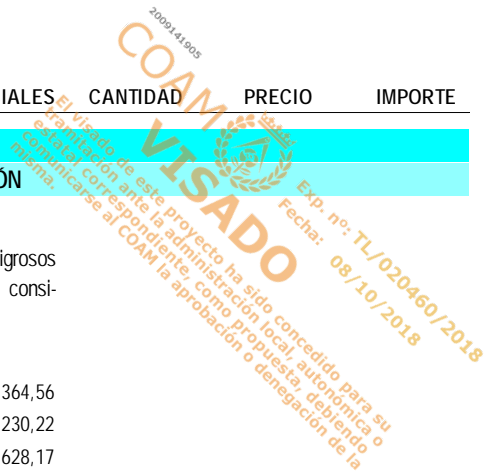 2009141905
COAM
VISADO
Exp. nº: TL/020460/2018
Fecha: 08/10/2018
El visado de este proyecto ha sido concedido para su
tramitación ante la administración local, autonómica o
estatal correspondiente, como propuesta, debiendo
comunicarse al COAM la aprobación o denegación de la
misma.
IALES CANTIDAD PRECIO IMPORTE
ÓN
igrosos
consi-
364,56
230,22
628,17